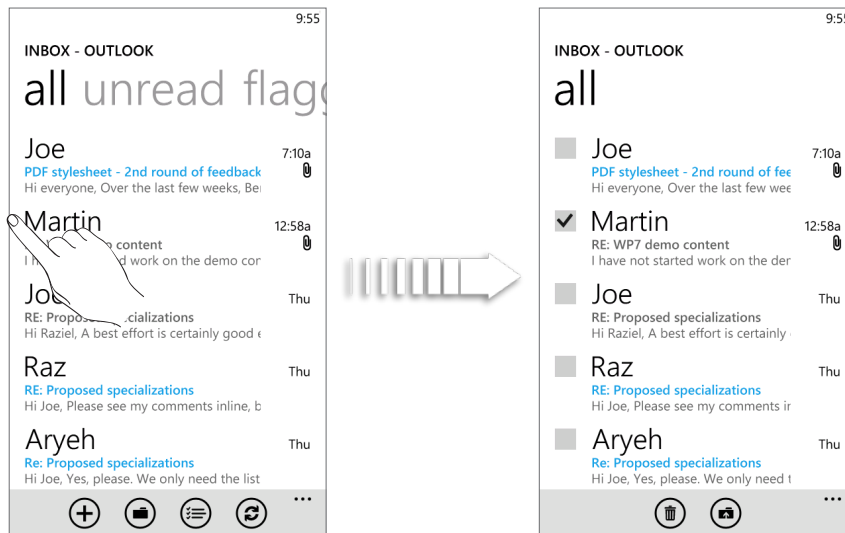 9:55
INBOX - OUTLOOK
all unread flagg
Joe 7:10a
PDF stylesheet - 2nd round of feedback
Hi everyone, Over the last few weeks, Be
Martin 12:58a
o content
I h d work on the demo con
Joe Thu
RE: Propos cializations
Hi Raziel, A best effort is certainly good e
Raz Thu
RE: Proposed specializations
Hi Joe, Please see my comments inline, b
Aryeh Thu
Re: Proposed specializations
Hi Joe, Yes, please. We only need the list
9:55
INBOX - OUTLOOK
all
Joe 7:10a
PDF stylesheet - 2nd round of fee
Hi everyone, Over the last few wee
Martin 12:58a
RE: WP7 demo content
I have not started work on the der
Joe Thu
RE: Proposed specializations
Hi Raziel, A best effort is certainly
Raz Thu
RE: Proposed specializations
Hi Joe, Please see my comments ir
Aryeh Thu
Re: Proposed specializations
Hi Joe, Yes, please. We only need t